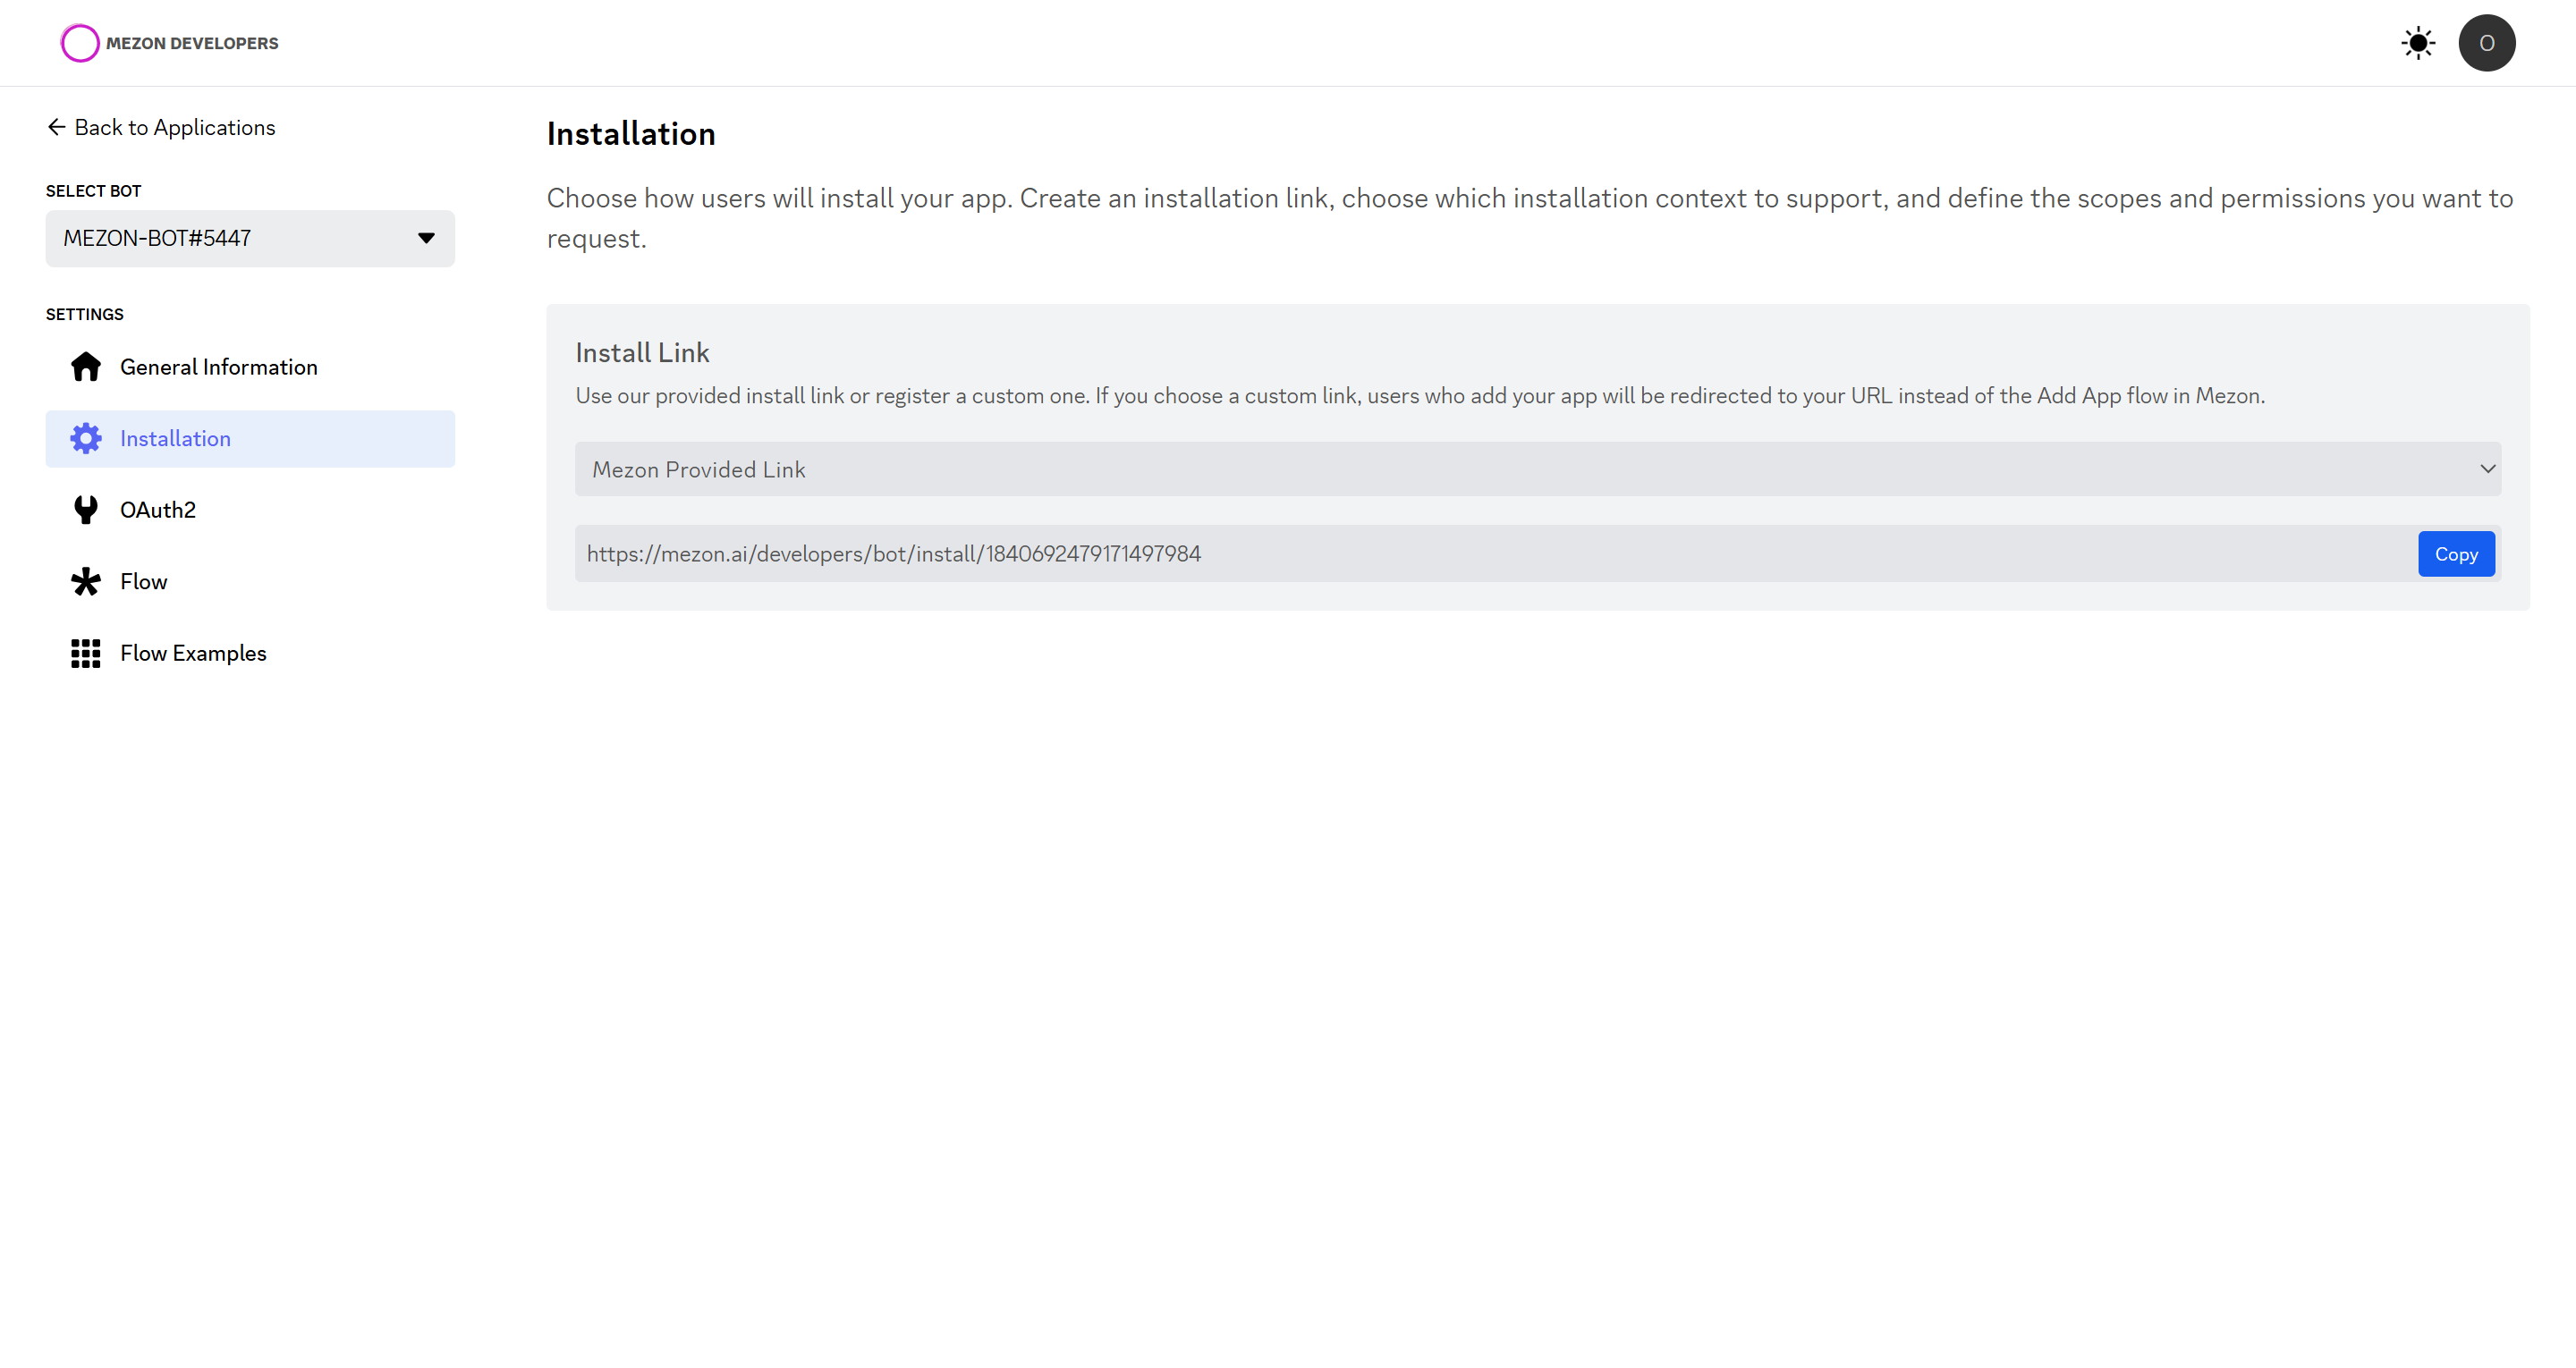 MEZON DEVELOPERS
O
Back to Applications
SELECT BOT
MEZON-BOT#5447
SETTINGS
General Information
Installation
OAuth2
Flow
Flow Examples
Installation
Choose how users will install your app. Create an installation link, choose which installation context to support, and define the scopes and permissions you want to
request.
Install Link
Use our provided install link or register a custom one. If you choose a custom link, users who add your app will be redirected to your URL instead of the Add App flow in Mezon.
Mezon Provided Link
https://mezon.ai/developers/bot/install/1840692479171497984
Copy